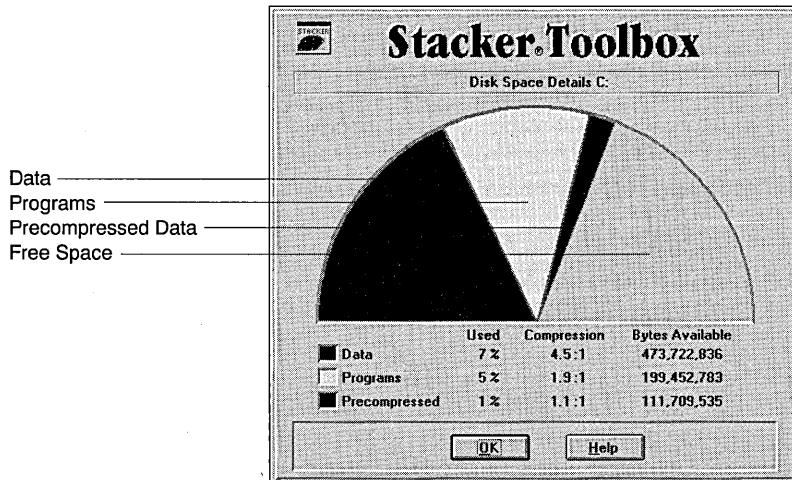 STACKER
Stacker® Toolbox
Disk Space Details C:
Data
Programs
Precompressed Data
Free Space
Used Compression Bytes Available
Data 7% 4.5:1 473,722,836
Programs 5% 1.9:1 199,452,783
Precompressed 1% 1.1:1 111,709,535
OK Help